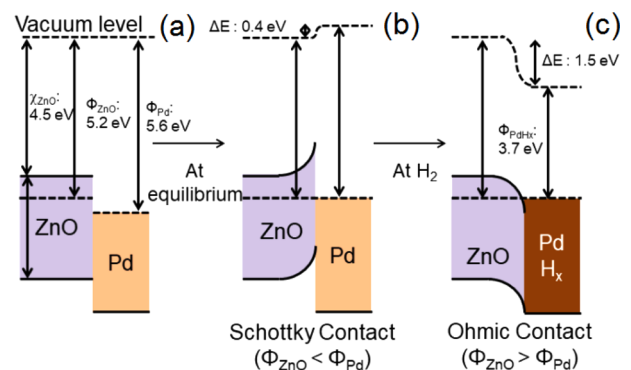 Vacuum level
(a)
χZnO:
4.5 eV
ΦZnO:
5.2 eV
ΦPd:
5.6 eV
ZnO
Pd
At
equilibrium
ΔE : 0.4 eV
Φ
(b)
ZnO
Pd
Schottky Contact
(ΦZnO < ΦPd)
At H2
(c)
ΔE : 1.5 eV
ΦPdHx:
3.7 eV
ZnO
Pd
Hx
Ohmic Contact
(ΦZnO > ΦPd)